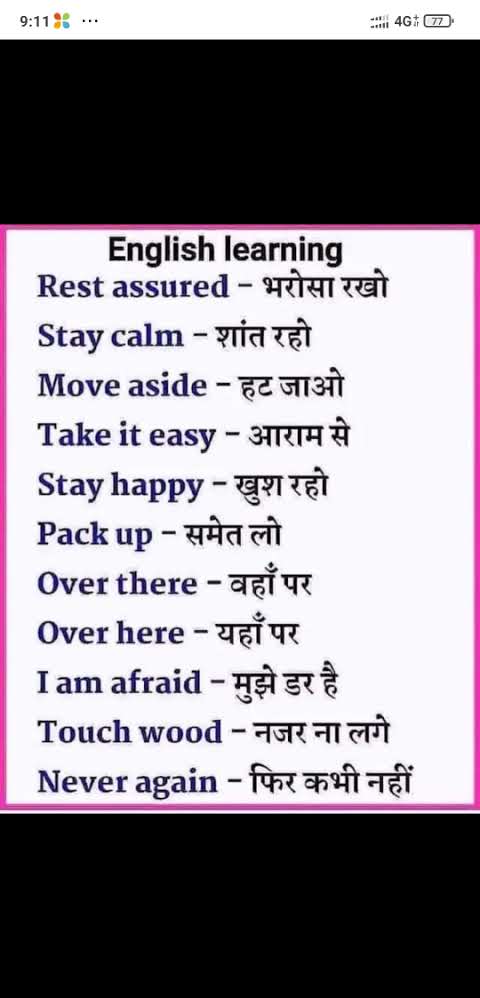 9:11 ... 4G 77
English learning
Rest assured – भरोसा रखो
Stay calm – शांत रहो
Move aside – हट जाओ
Take it easy – आराम से
Stay happy – खुश रहो
Pack up – समेत लो
Over there – वहाँ पर
Over here – यहाँ पर
I am afraid – मुझे डर है
Touch wood – नजर ना लगे
Never again – फिर कभी नहीं